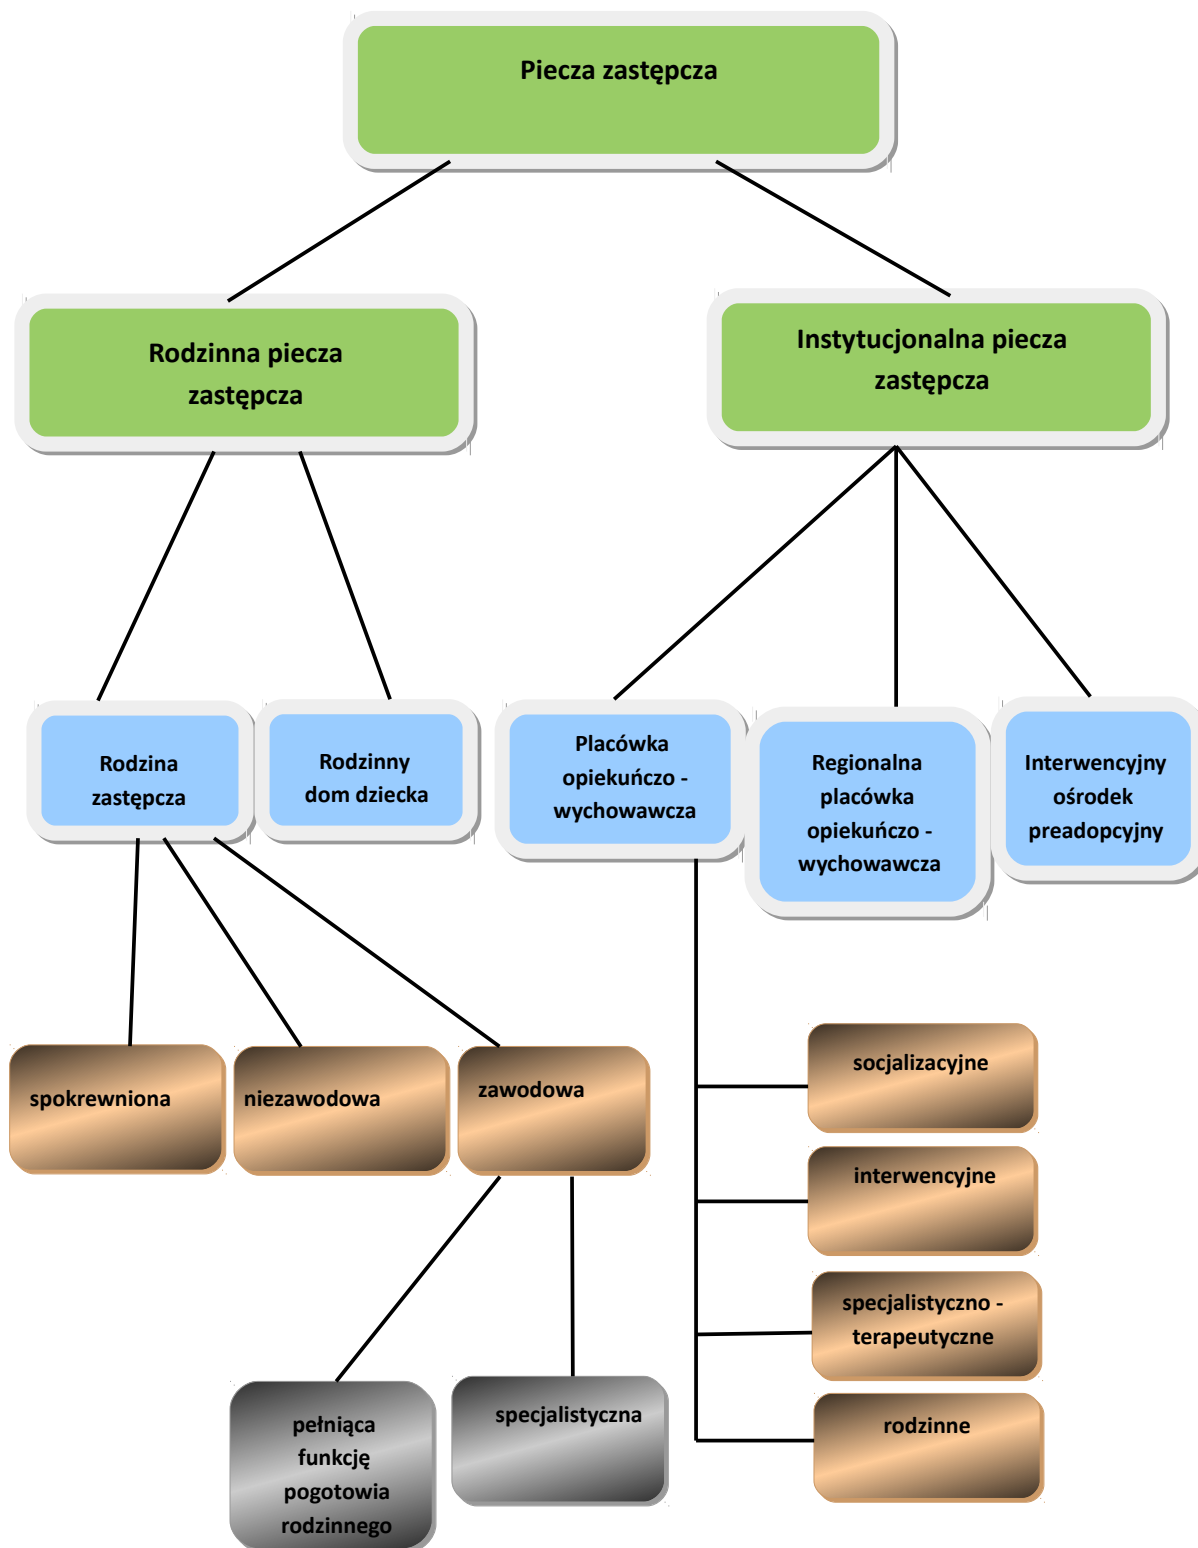 Piecza zastępcza
Rodzinna piecza
zastępcza
Instytucjonalna piecza
zastępcza
Rodzina
zastępcza
Rodzinny
dom dziecka
Placówka
opiekuńczo -
wychowawcza
Regionalna
placówka
opiekuńczo -
wychowawcza
Interwencyjny
ośrodek
preadopcyjny
spokrewniona
niezawodowa
zawodowa
socjalizacyjne
interwencyjne
specjalistyczno -
terapeutyczne
rodzinne
pełniąca
funkcję
pogotowia
rodzinnego
specjalistyczna